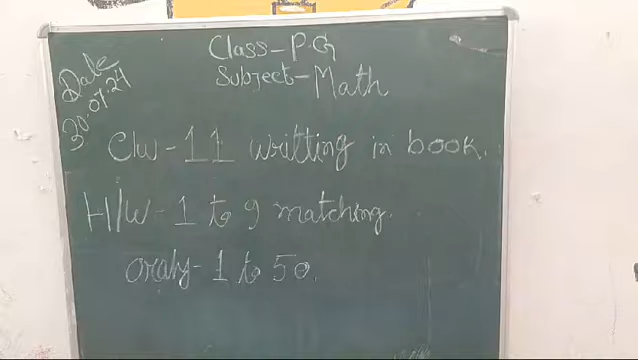 Class - P.G
Subject - Math
Date
30.07.24
C/w - 11 writting in book.
H/W - 1 to 9 matching.
oraly - 1 to 50.